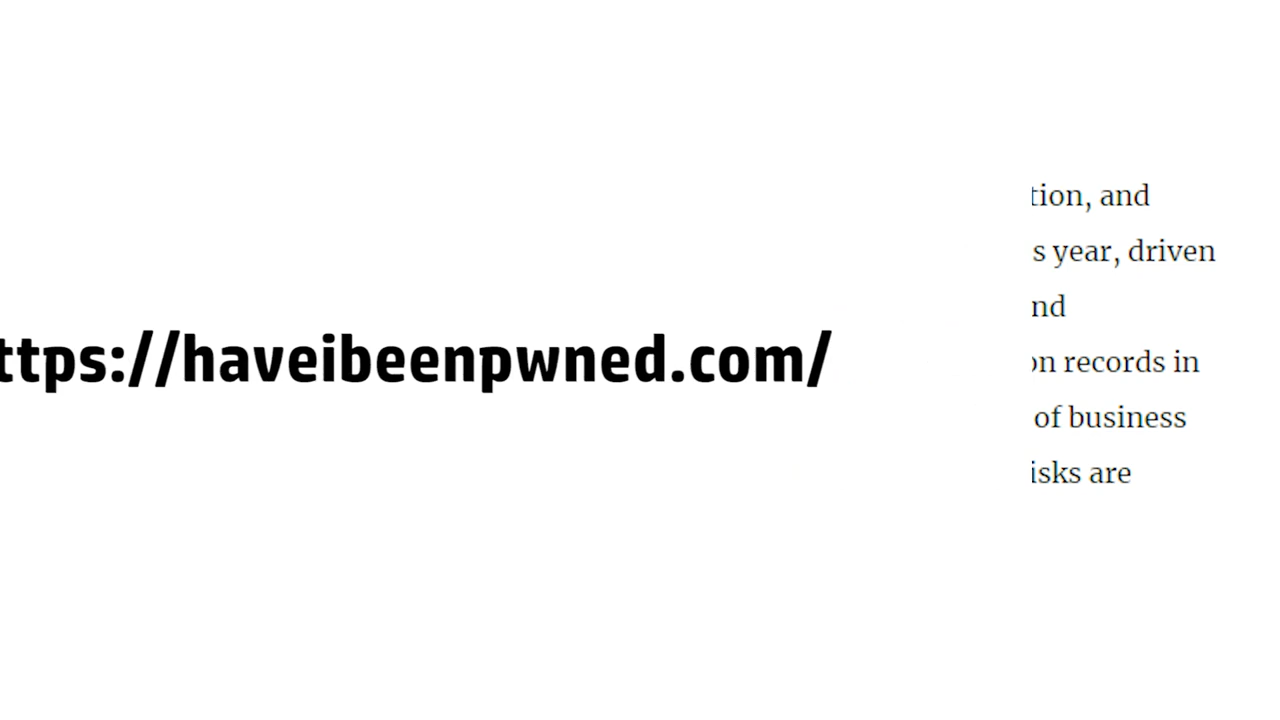 ttps://haveibeenpwned.com/
tion, and
s year, driven
nd
on records in
of business
isks are